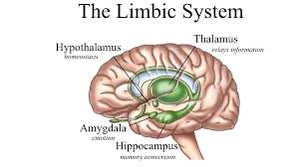 The Limbic System
Thalamus
relays information
Hypothalamus
homeostasis
Amygdala
emotion
Hippocampus
memory conversion